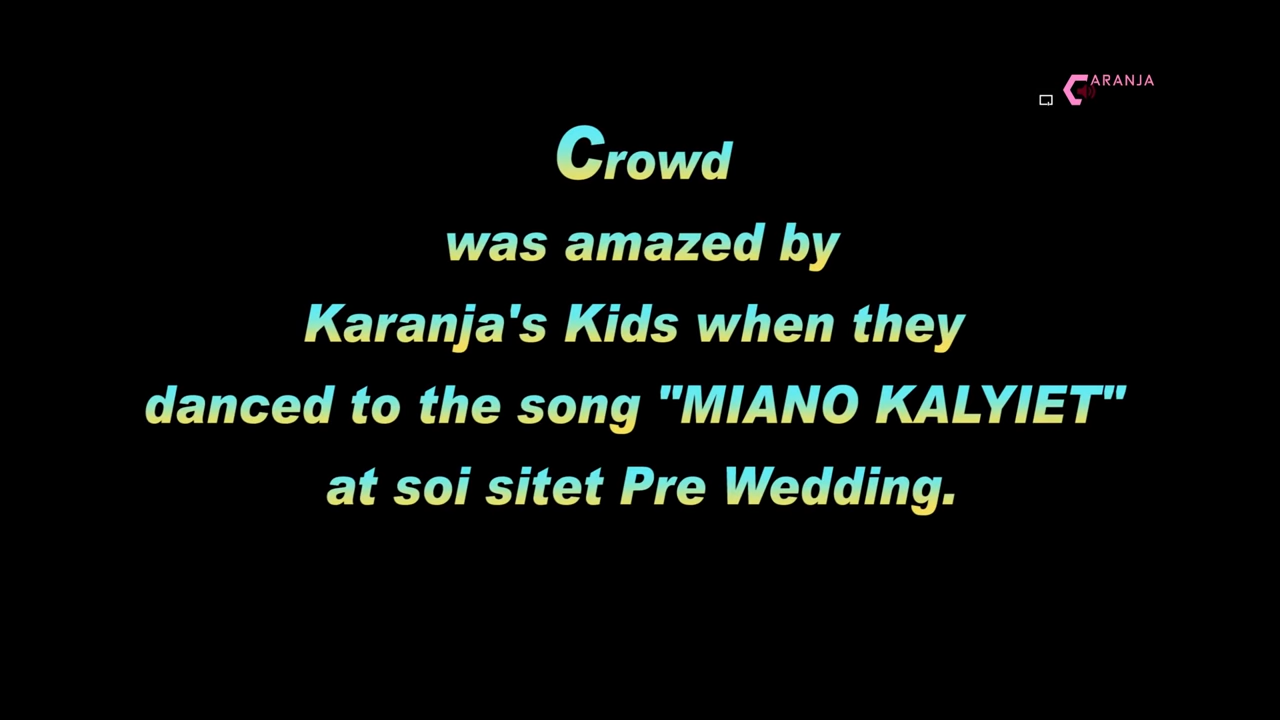 ARANJA
Crowd
was amazed by
Karanja's Kids when they
danced to the song "MIANO KALYIET"
at soi sitet Pre Wedding.